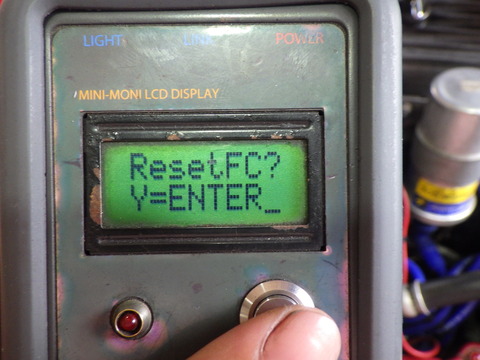 LIGHT LINK POWER
MINI-MONI LCD DISPLAY
ResetFC?
Y=ENTER_